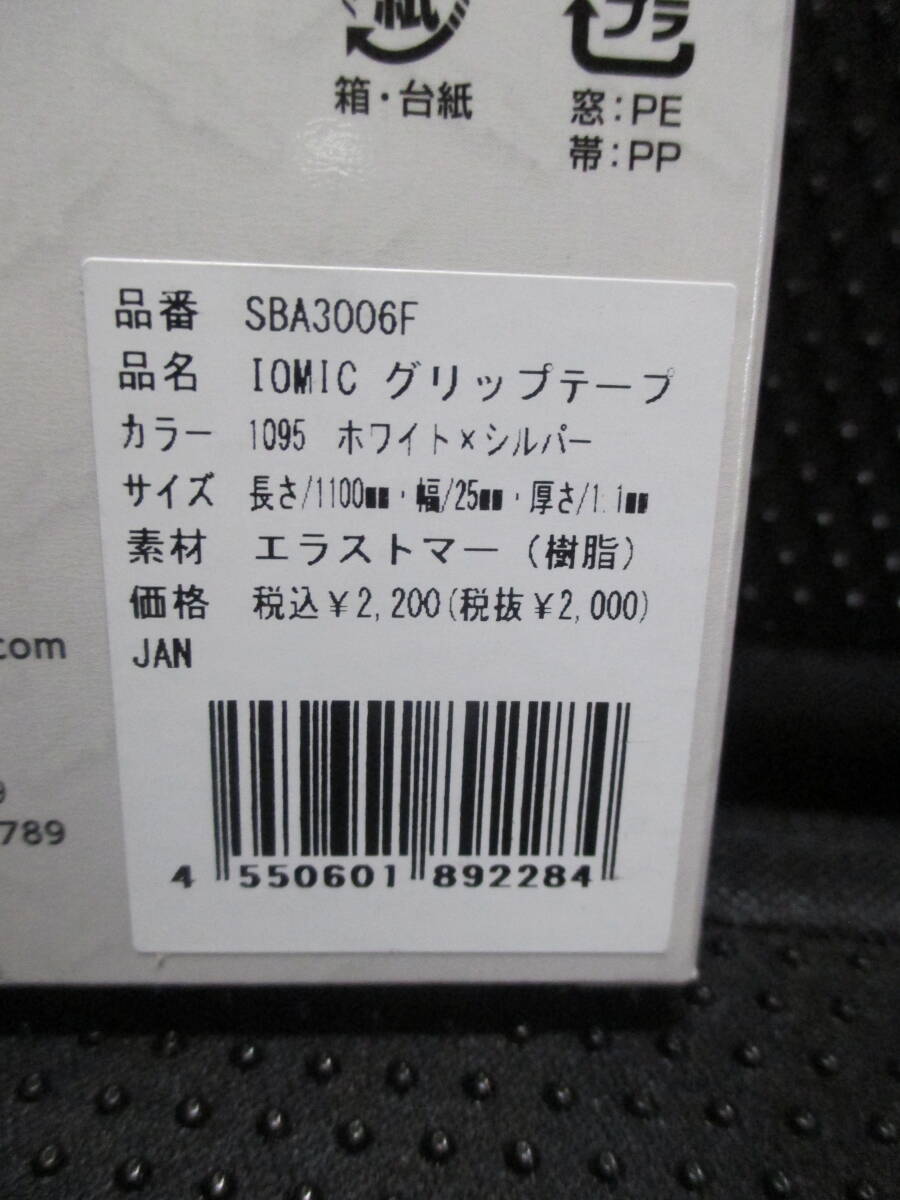 紙
プラ
箱・台紙
窓:PE
帯:PP
品番 SBA3006F
品名 IOMIC グリップテープ
カラー 1095 ホワイト×シルバー
サイズ 長さ/1100mm・幅/25mm・厚さ/1.1mm
素材 エラストマー(樹脂)
価格 税込¥2,200(税抜¥2,000)
JAN
.com
9
789
4 550601 892284